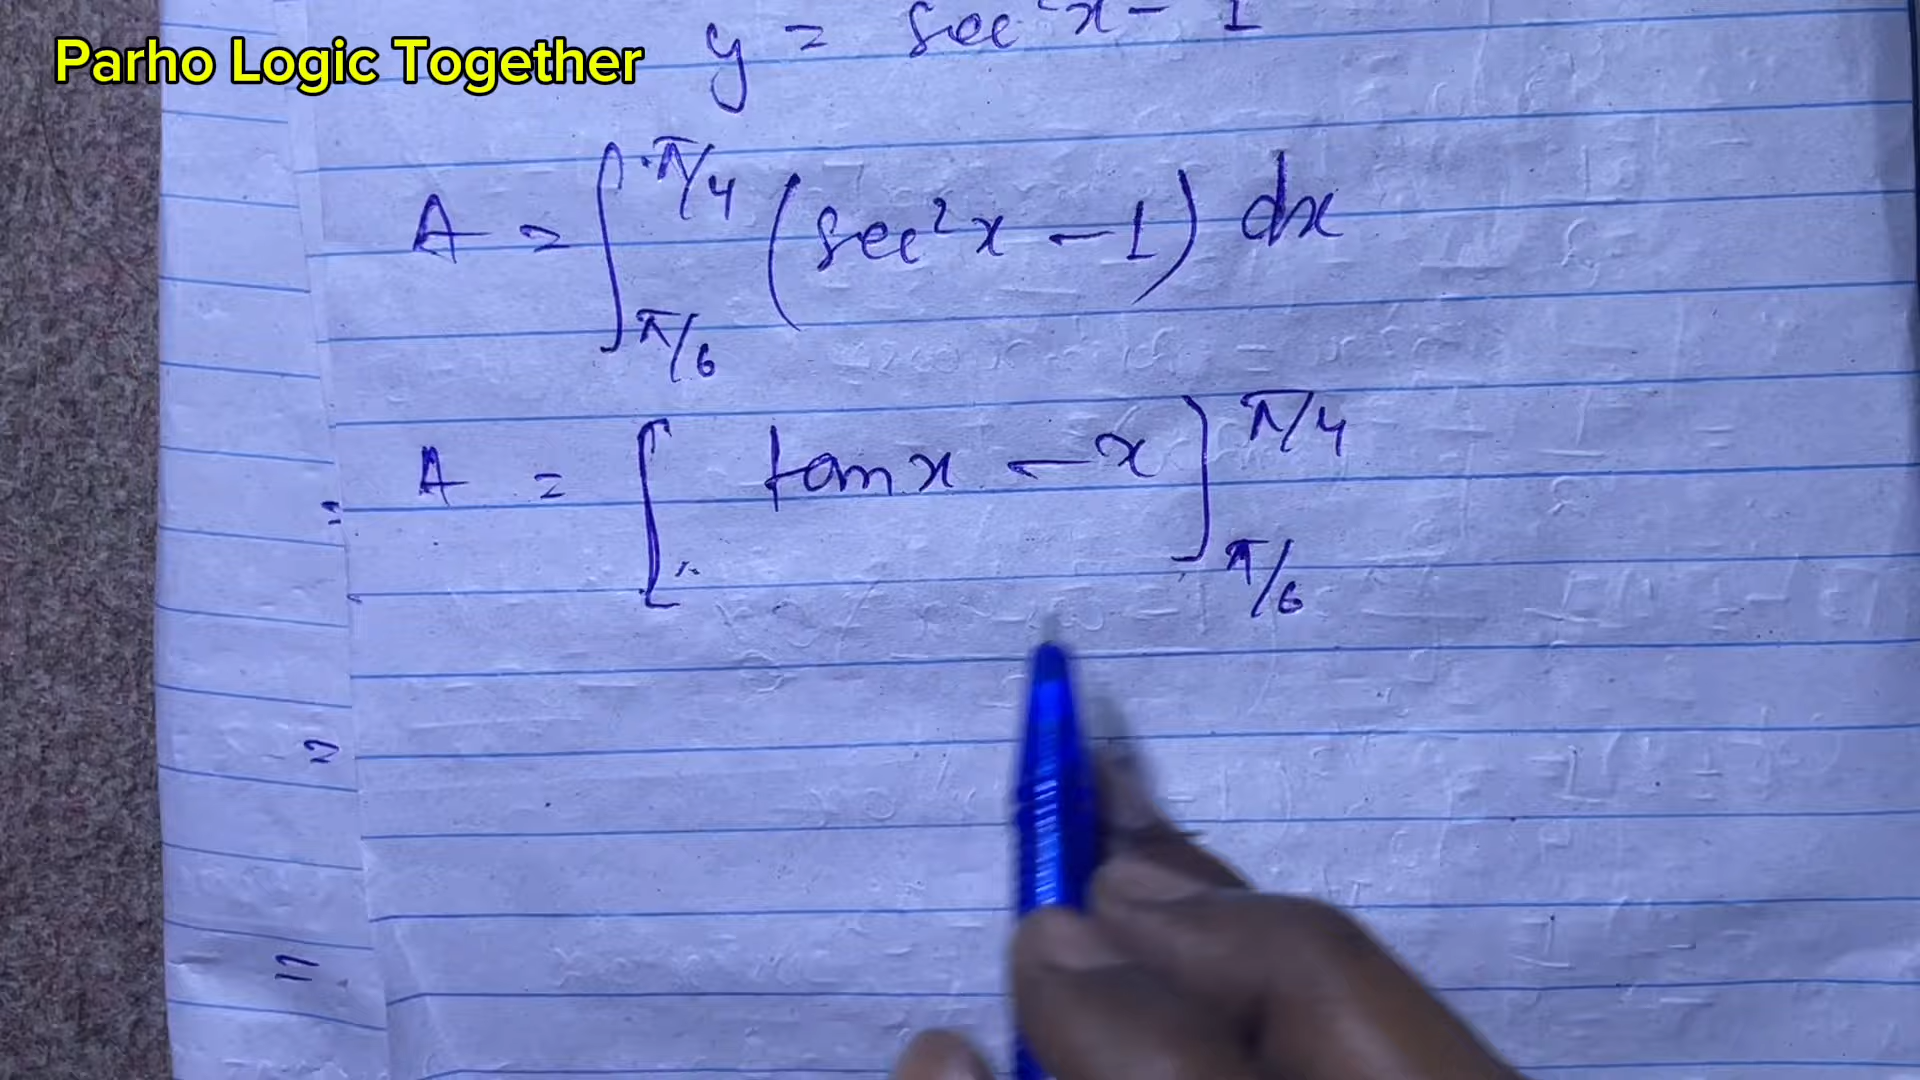 Parho Logic Together
y = sec²x - 1
A = ∫_{π/6}^{π/4} (sec²x - 1) dx
A = [tan x - x]_{π/6}^{π/4}